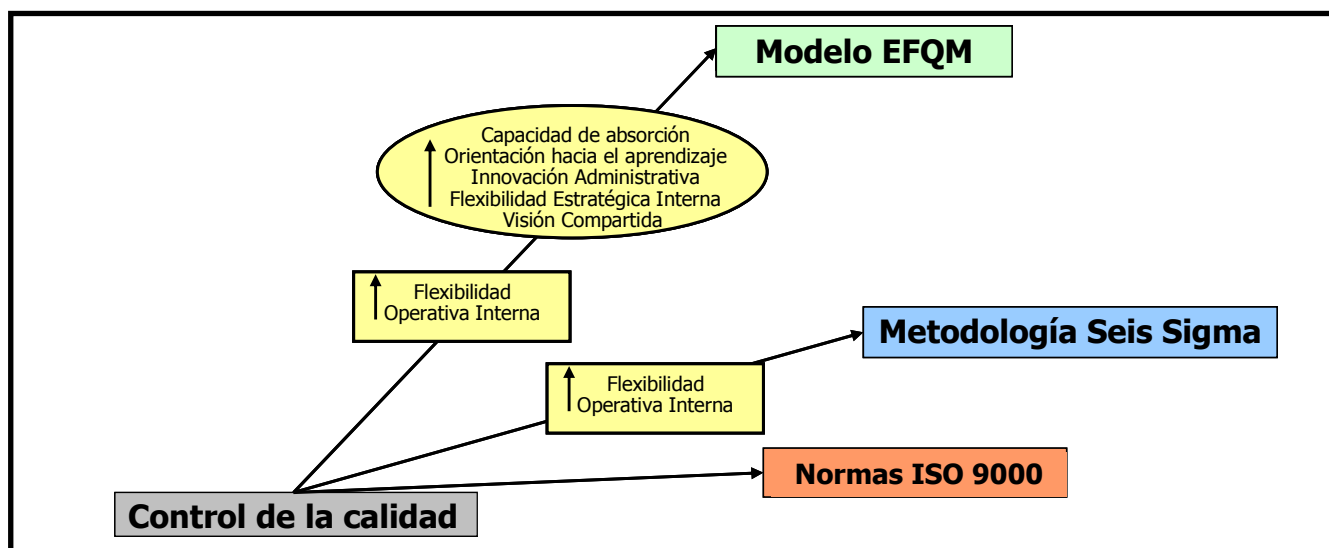 Modelo EFQM
Capacidad de absorción
Orientación hacia el aprendizaje
Innovación Administrativa
Flexibilidad Estratégica Interna
Visión Compartida
Flexibilidad
Operativa Interna
Metodología Seis Sigma
Flexibilidad
Operativa Interna
Normas ISO 9000
Control de la calidad